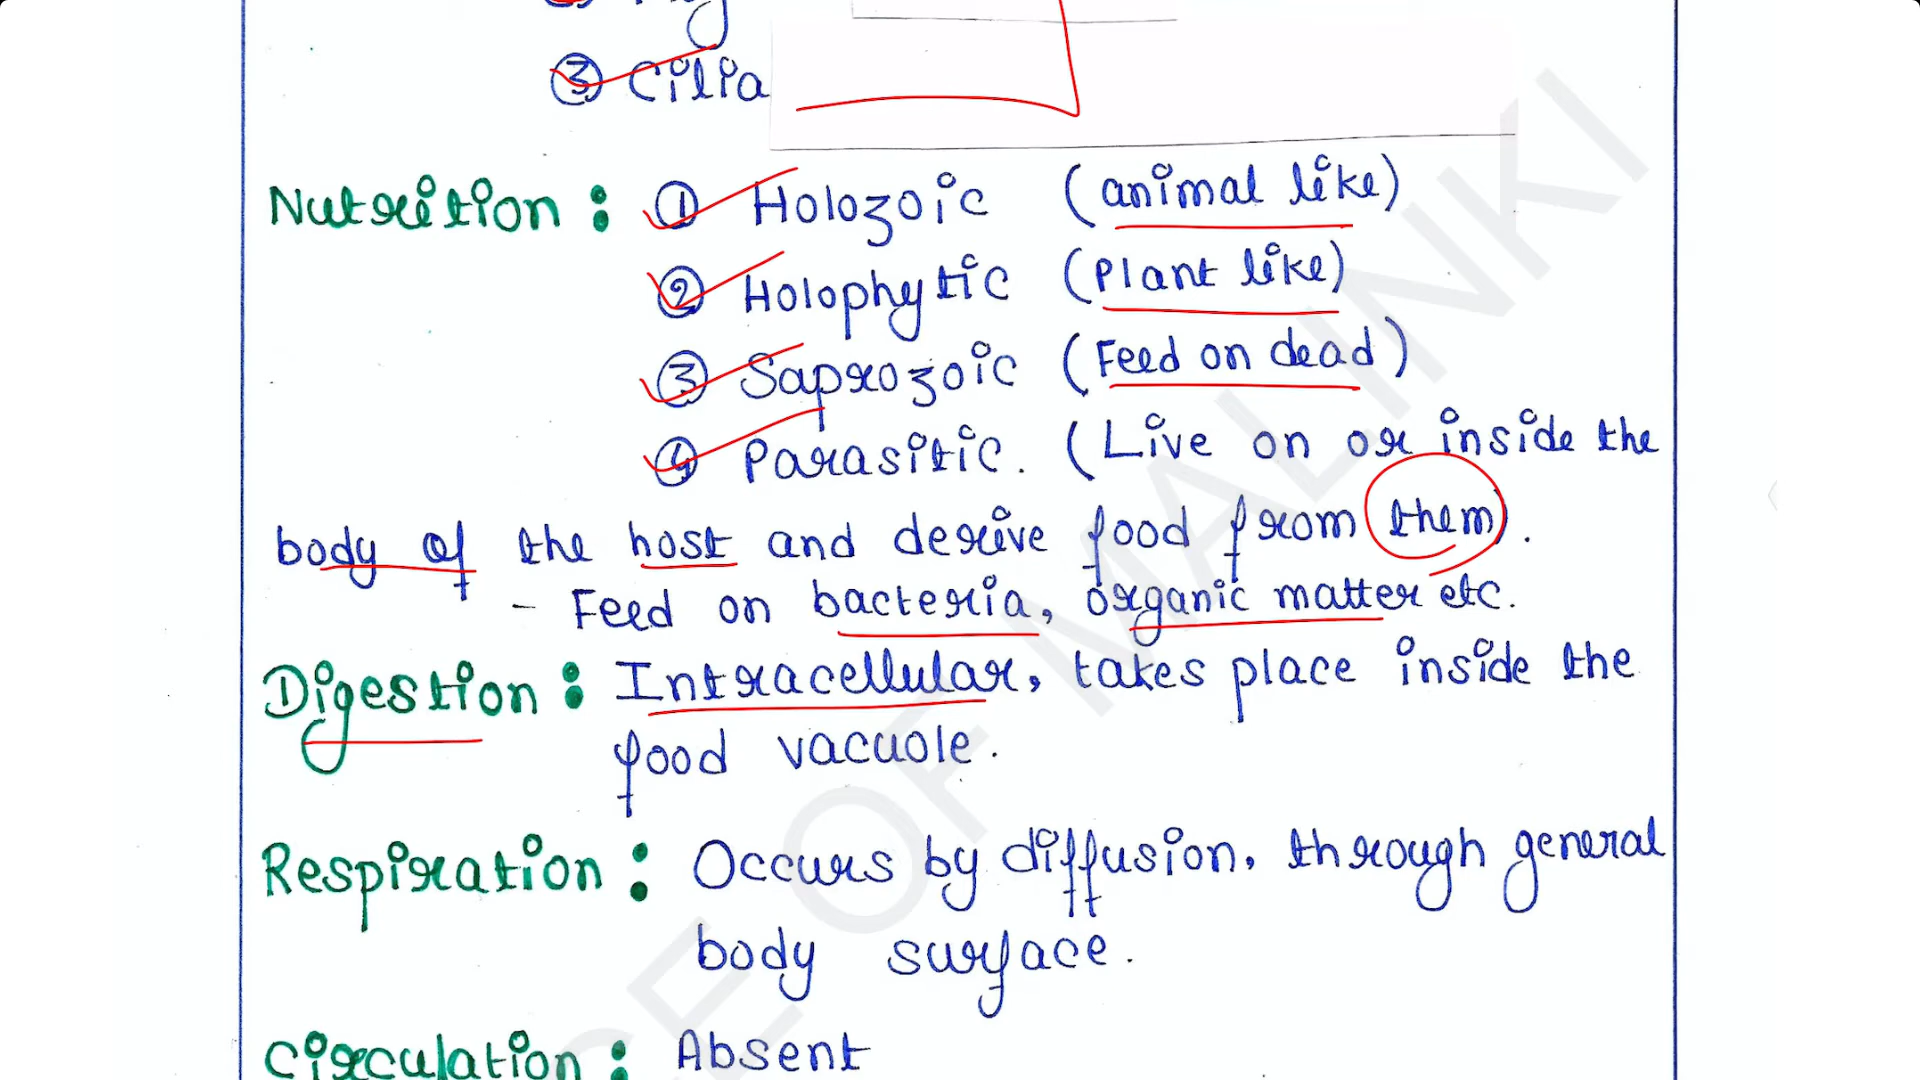 ③ Cilia
Nutrition : ① Holozoic (animal like)
② Holophytic (Plant like)
③ Saprozoic (Feed on dead)
④ Parasitic. (Live on or inside the
body of the host and derive food from them).
- Feed on bacteria, organic matter etc.
Digestion : Intracellular, takes place inside the
food vacuole.
Respiration : Occurs by diffusion, through general
body surface.
Circulation : Absent
OF MALINKI